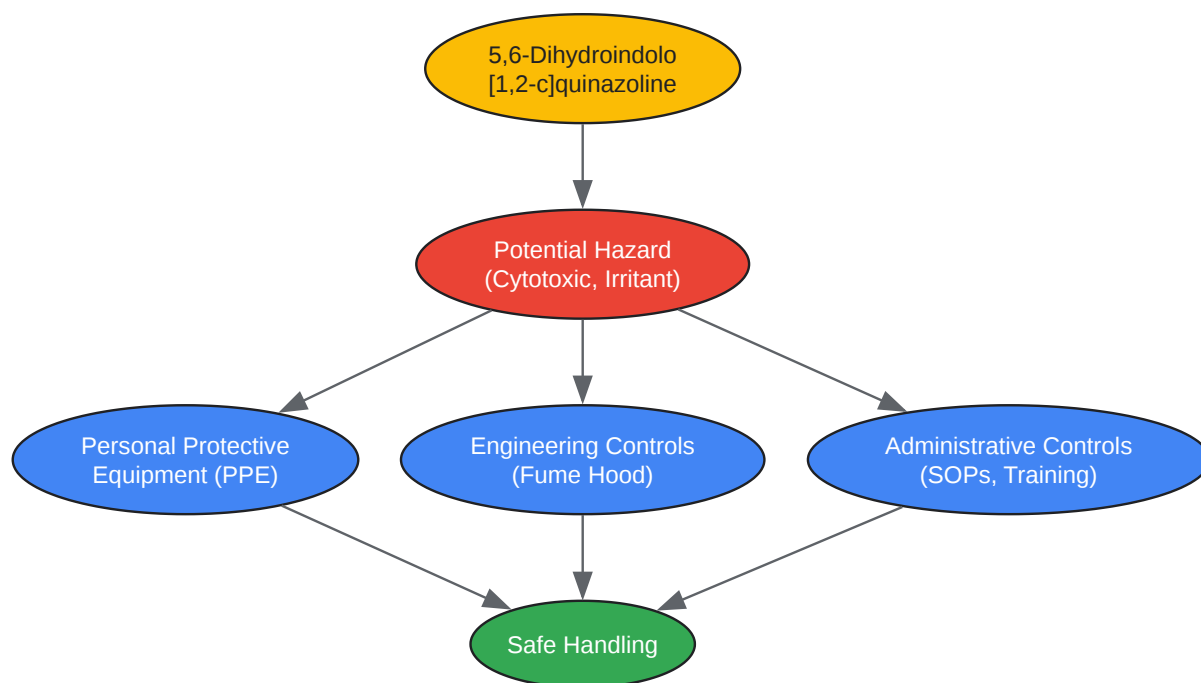 5,6-Dihydroindolo
[1,2-c]quinazoline
Potential Hazard
(Cytotoxic, Irritant)
Personal Protective
Equipment (PPE)
Engineering Controls
(Fume Hood)
Administrative Controls
(SOPs, Training)
Safe Handling